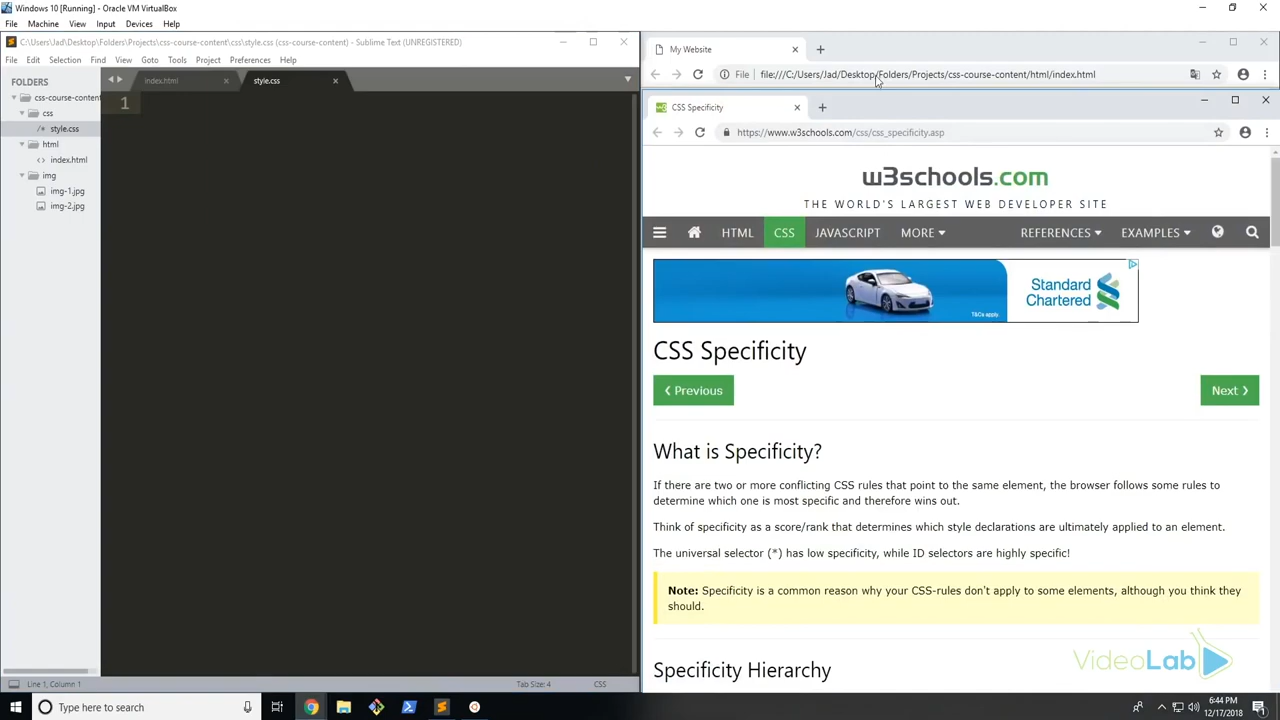 Windows 10 [Running] - Oracle VM VirtualBox
File Machine View Input Devices Help
C:\Users\Jad\Desktop\Folders\Projects\css-course-content\css\style.css (css-course-content) - Sublime Text (UNREGISTERED)
File Edit Selection Find View Goto Tools Project Preferences Help
FOLDERS
css-course-content
css
style.css
html
index.html
img
img-1.jpg
img-2.jpg
index.html
style.css
1
Line 1, Column 1
Tab Size: 4
CSS
My Website
File file:///C:/Users/Jad/Desktop/Folders/Projects/css-course-content/html/index.html
CSS Specificity
https://www.w3schools.com/css/css_specificity.asp
w3schools.com
THE WORLD'S LARGEST WEB DEVELOPER SITE
HTML CSS JAVASCRIPT MORE REFERENCES EXAMPLES
Standard
Chartered
T&Cs apply.
CSS Specificity
❮ Previous
Next ❯
What is Specificity?
If there are two or more conflicting CSS rules that point to the same element, the browser follows some rules to
determine which one is most specific and therefore wins out.
Think of specificity as a score/rank that determines which style declarations are ultimately applied to an element.
The universal selector (*) has low specificity, while ID selectors are highly specific!
Note: Specificity is a common reason why your CSS-rules don't apply to some elements, although you think they
should.
Specificity Hierarchy
VideoLab
Type here to search
6:44 PM
12/17/2018
1